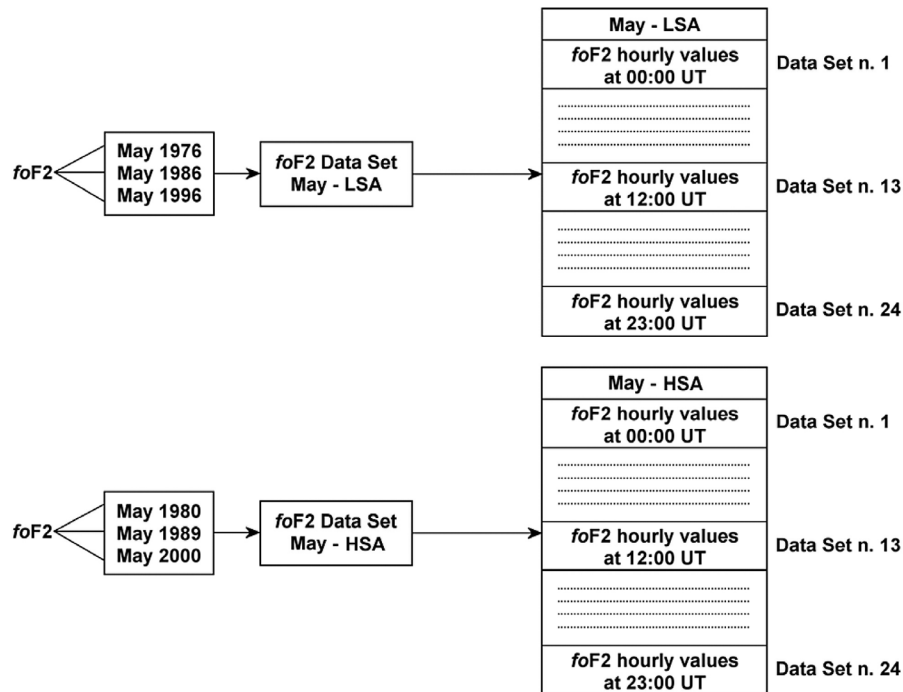 May - LSA
foF2 hourly values
at 00:00 UT
Data Set n. 1
foF2
May 1976
May 1986
May 1996
foF2 Data Set
May - LSA
foF2 hourly values
at 12:00 UT
Data Set n. 13
foF2 hourly values
at 23:00 UT
Data Set n. 24
May - HSA
foF2 hourly values
at 00:00 UT
Data Set n. 1
foF2
May 1980
May 1989
May 2000
foF2 Data Set
May - HSA
foF2 hourly values
at 12:00 UT
Data Set n. 13
foF2 hourly values
at 23:00 UT
Data Set n. 24